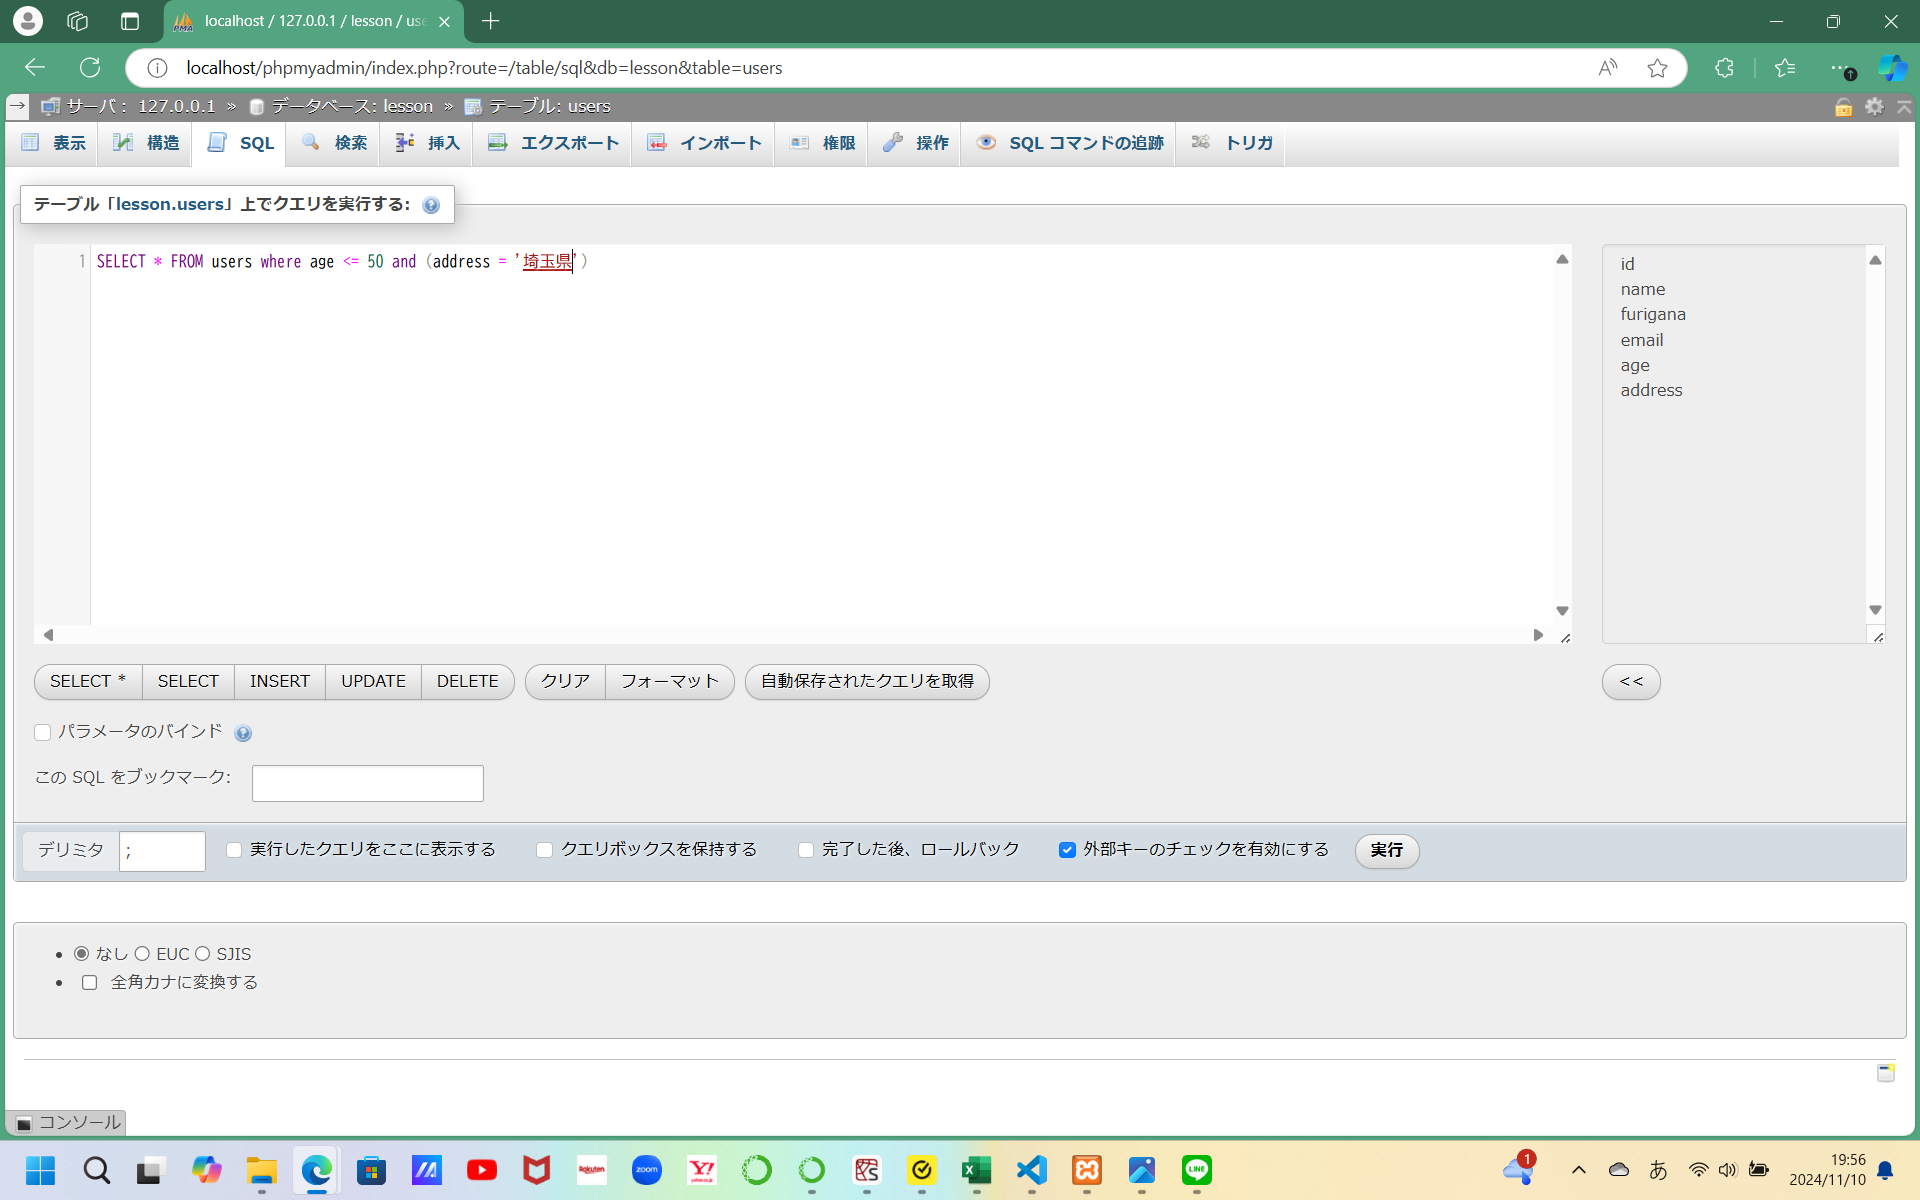 localhost / 127.0.0.1 / lesson / use
localhost/phpmyadmin/index.php?route=/table/sql&db=lesson&table=users
サーバ: 127.0.0.1 » データベース: lesson » テーブル: users
表示 構造 SQL 検索 挿入 エクスポート インポート 権限 操作 SQL コマンドの追跡 トリガ
テーブル「lesson.users」上でクエリを実行する:
1 SELECT * FROM users where age <= 50 and (address = '埼玉県')
id
name
furigana
email
age
address
SELECT * SELECT INSERT UPDATE DELETE クリア フォーマット 自動保存されたクエリを取得 <<
パラメータのバインド
この SQL をブックマーク:
デリミタ ; 実行したクエリをここに表示する クエリボックスを保持する 完了した後、ロールバック 外部キーのチェックを有効にする 実行
なし EUC SJIS
全角カナに変換する
コンソール
Rakuten zoom Y! LINE 1 あ 19:56
2024/11/10